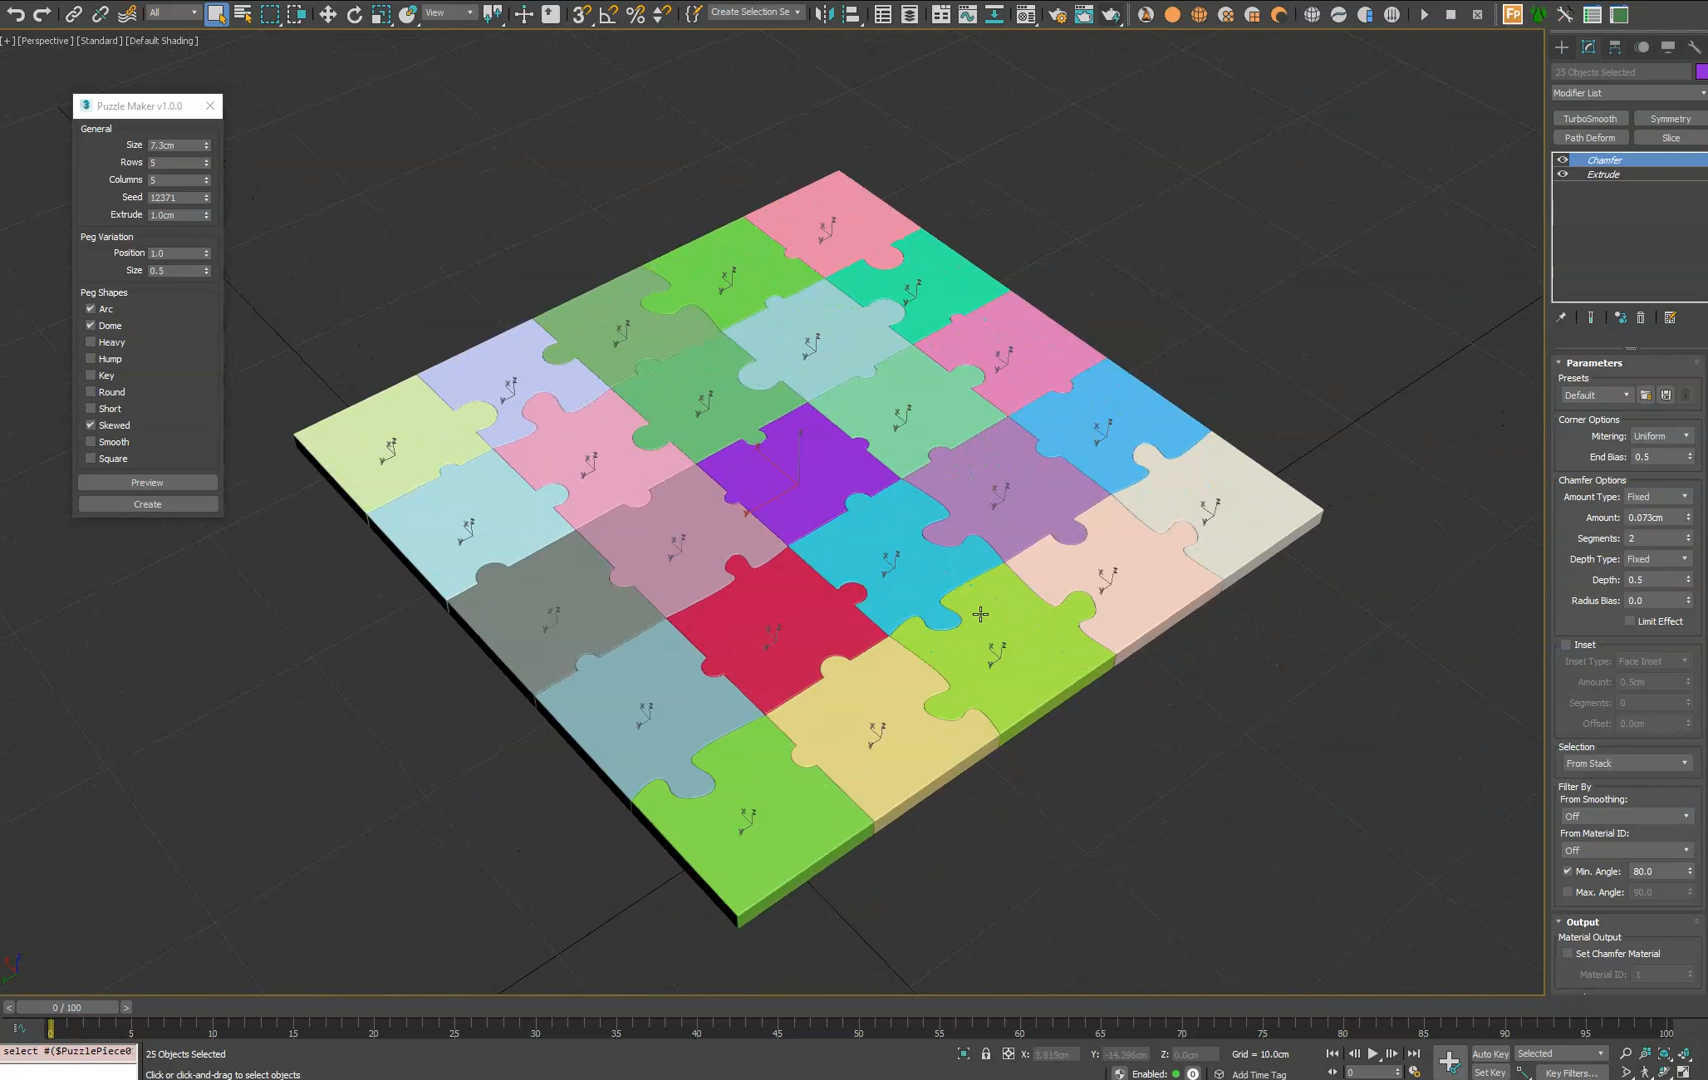 All
View
Create Selection Se
[+] [Perspective] [Standard] [Default Shading]
Puzzle Maker v1.0.0
General
Size 7.3cm
Rows 5
Columns 5
Seed 12371
Extrude 1.0cm
Peg Variation
Position 1.0
Size 0.5
Peg Shapes
Arc
Dome
Heavy
Hump
Key
Round
Short
Skewed
Smooth
Square
Preview
Create
25 Objects Selected
Modifier List
TurboSmooth Symmetry
Path Deform Slice
Chamfer
Extrude
Parameters
Presets
Default
Corner Options
Mitering: Uniform
End Bias: 0.5
Chamfer Options
Amount Type: Fixed
Amount: 0.073cm
Segments: 2
Depth Type: Fixed
Depth: 0.5
Radius Bias: 0.0
Limit Effect
Inset
Inset Type: Face Inset
Amount: 0.5cm
Segments: 0
Offset: 0.0cm
Selection
From Stack
Filter By
From Smoothing:
Off
From Material ID:
Off
Min. Angle: 80.0
Max. Angle: 90.0
Output
Material Output
Set Chamfer Material
Material ID: 1
< 0 / 100 >
0 5 10 15 20 25 30 35 40 45 50 55 60 65 70 75 80 85 90 95 100
select #($PuzzlePiece0
25 Objects Selected
X: 2.815cm Y: -14.395cm Z: 0.0cm Grid = 10.0cm
Auto Key Selected
Click or click-and-drag to select objects
Enabled: 0 Add Time Tag
0
Set Key Key Filters...